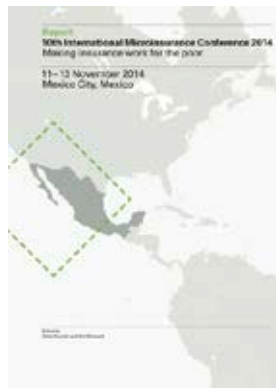 Report
10th International Microinsurance Conference 2014
Making insurance work for the poor
11–13 November 2014
Mexico City, Mexico